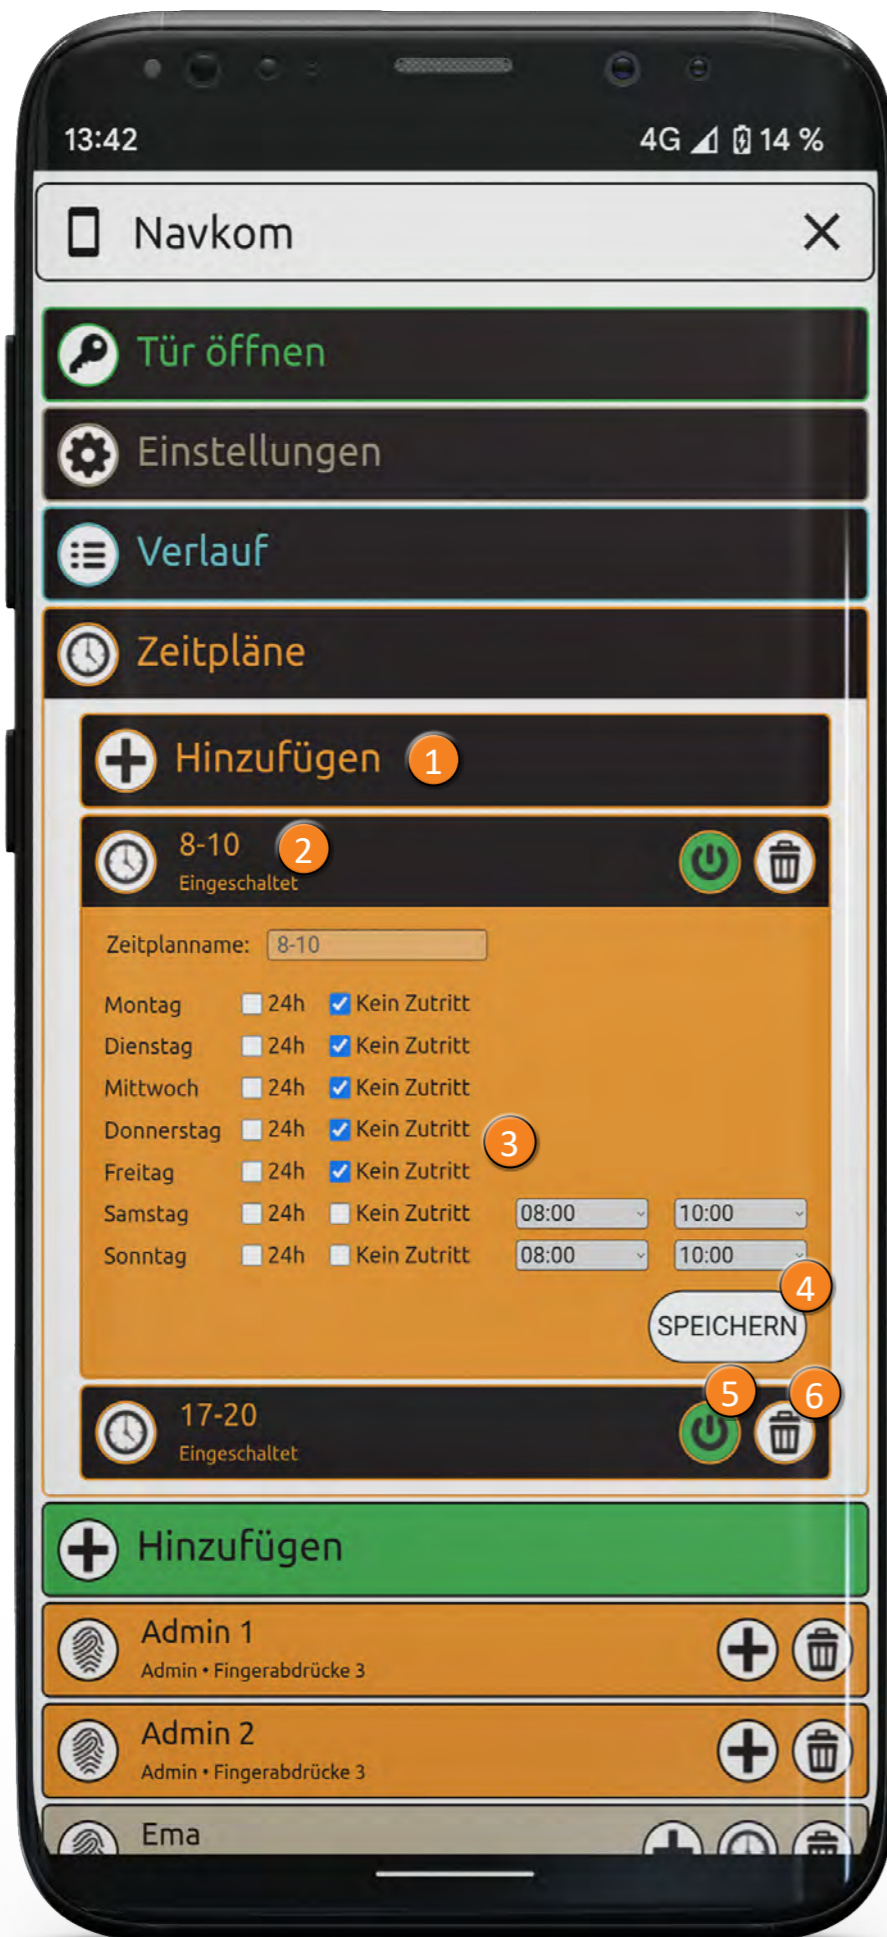 13:42 4G 14 %
Navkom
Tür öffnen
Einstellungen
Verlauf
Zeitpläne
Hinzufügen 1
8-10 2
Eingeschaltet
Zeitplanname: 8-10
Montag 24h Kein Zutritt
Dienstag 24h Kein Zutritt
Mittwoch 24h Kein Zutritt
Donnerstag 24h Kein Zutritt 3
Freitag 24h Kein Zutritt
Samstag 24h Kein Zutritt 08:00 10:00
Sonntag 24h Kein Zutritt 08:00 10:00
4
SPEICHERN
5 6
17-20
Eingeschaltet
Hinzufügen
Admin 1
Admin • Fingerabdrücke 3
Admin 2
Admin • Fingerabdrücke 3
Ema